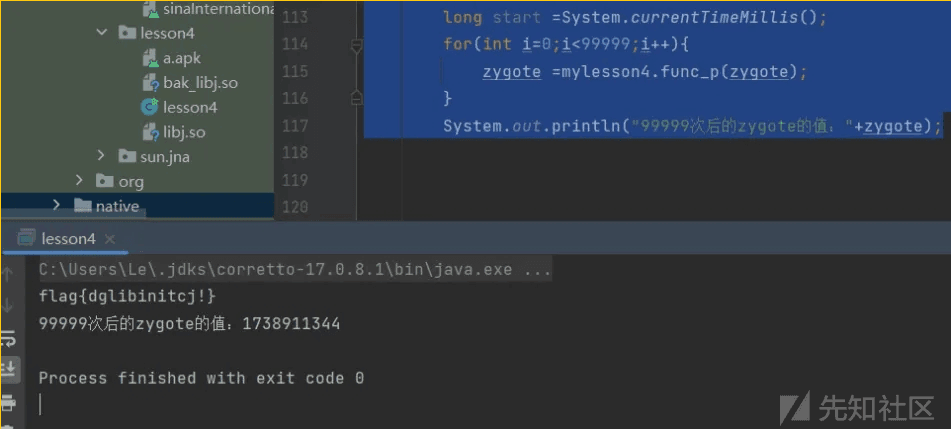 sinaInternationa
lesson4
a.apk
bak_libj.so
lesson4
libj.so
sun.jna
org
native
113 long start =System.currentTimeMillis();
114 for(int i=0;i<99999;i++){
115 zygote =mylesson4.func_p(zygote);
116 }
117 System.out.println("99999次后的zygote的值："+zygote);
118
119
120
lesson4 ×
C:\Users\Le\.jdks\corretto-17.0.8.1\bin\java.exe ...
flag{dglibinitcj!}
99999次后的zygote的值：1738911344
Process finished with exit code 0
先知社区